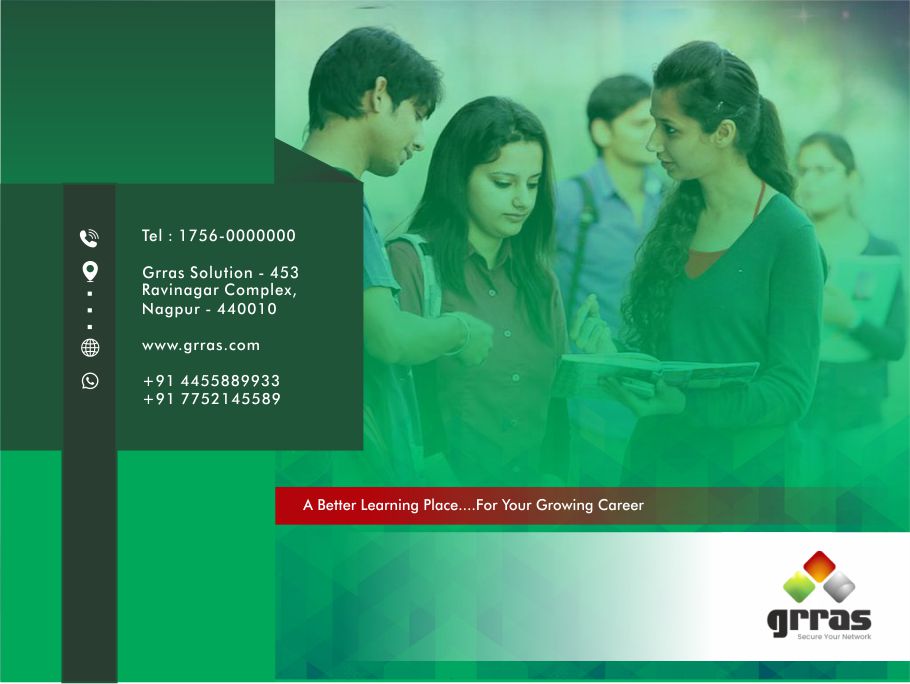 Tel : 1756-0000000
Grras Solution - 453
Ravinagar Complex,
Nagpur - 440010
www.grras.com
+91 4455889933
+91 7752145589
A Better Learning Place....For Your Growing Career
grras
Secure Your Network